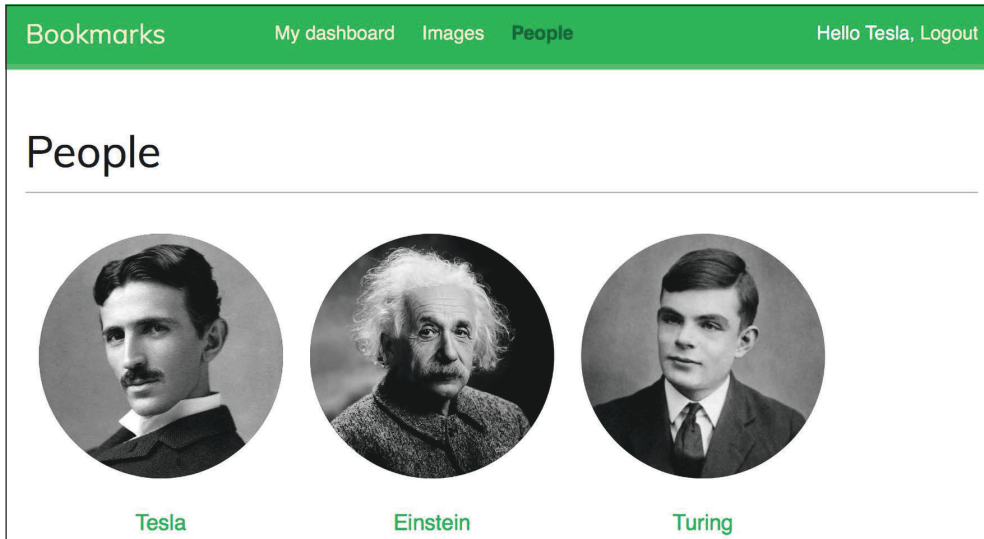 Bookmarks My dashboard Images People Hello Tesla, Logout
People
Tesla Einstein Turing